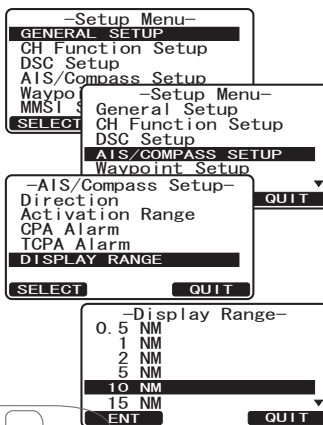 –Setup Menu–
GENERAL SETUP
CH Function Setup
DSC Setup
AIS/Compass Setup
MMSI
SELECT
–Setup Menu–
General Setup
CH Function Setup
DSC Setup
AIS/COMPASS SETUP
Waypoint Setup
QUIT
–AIS/Compass Setup–
Direction
Activation Range
CPA Alarm
TCPA Alarm
DISPLAY RANGE
SELECT QUIT
–Display Range–
0.5 NM
1 NM
2 NM
5 NM
10 NM
15 NM
ENT QUIT